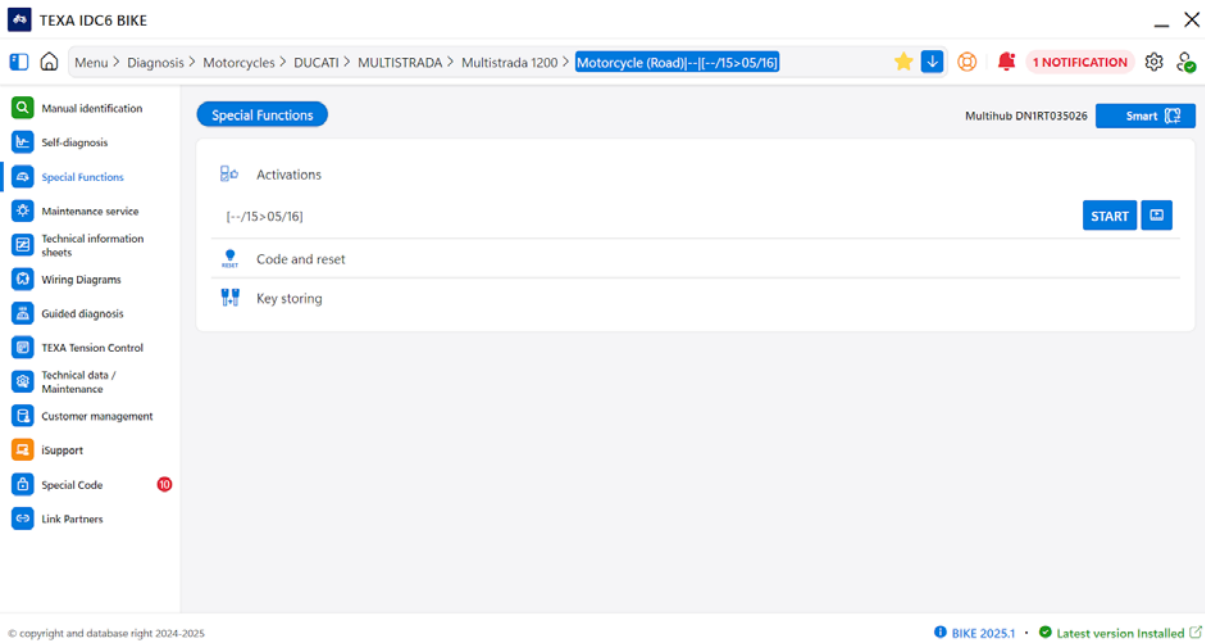 TEXA IDC6 BIKE
Menu > Diagnosis > Motorcycles > DUCATI > MULTISTRADA > Multistrada 1200 > Motorcycle (Road)|--|[--/15>05/16]
1 NOTIFICATION
Manual identification
Self-diagnosis
Special Functions
Maintenance service
Technical information
sheets
Wiring Diagrams
Guided diagnosis
TEXA Tension Control
Technical data /
Maintenance
Customer management
iSupport
Special Code 10
Link Partners
Special Functions
Multihub DN1RT035026
Smart
Activations
[--/15>05/16]
START
RESET
Code and reset
Key storing
© copyright and database right 2024-2025
BIKE 2025.1 • Latest version Installed